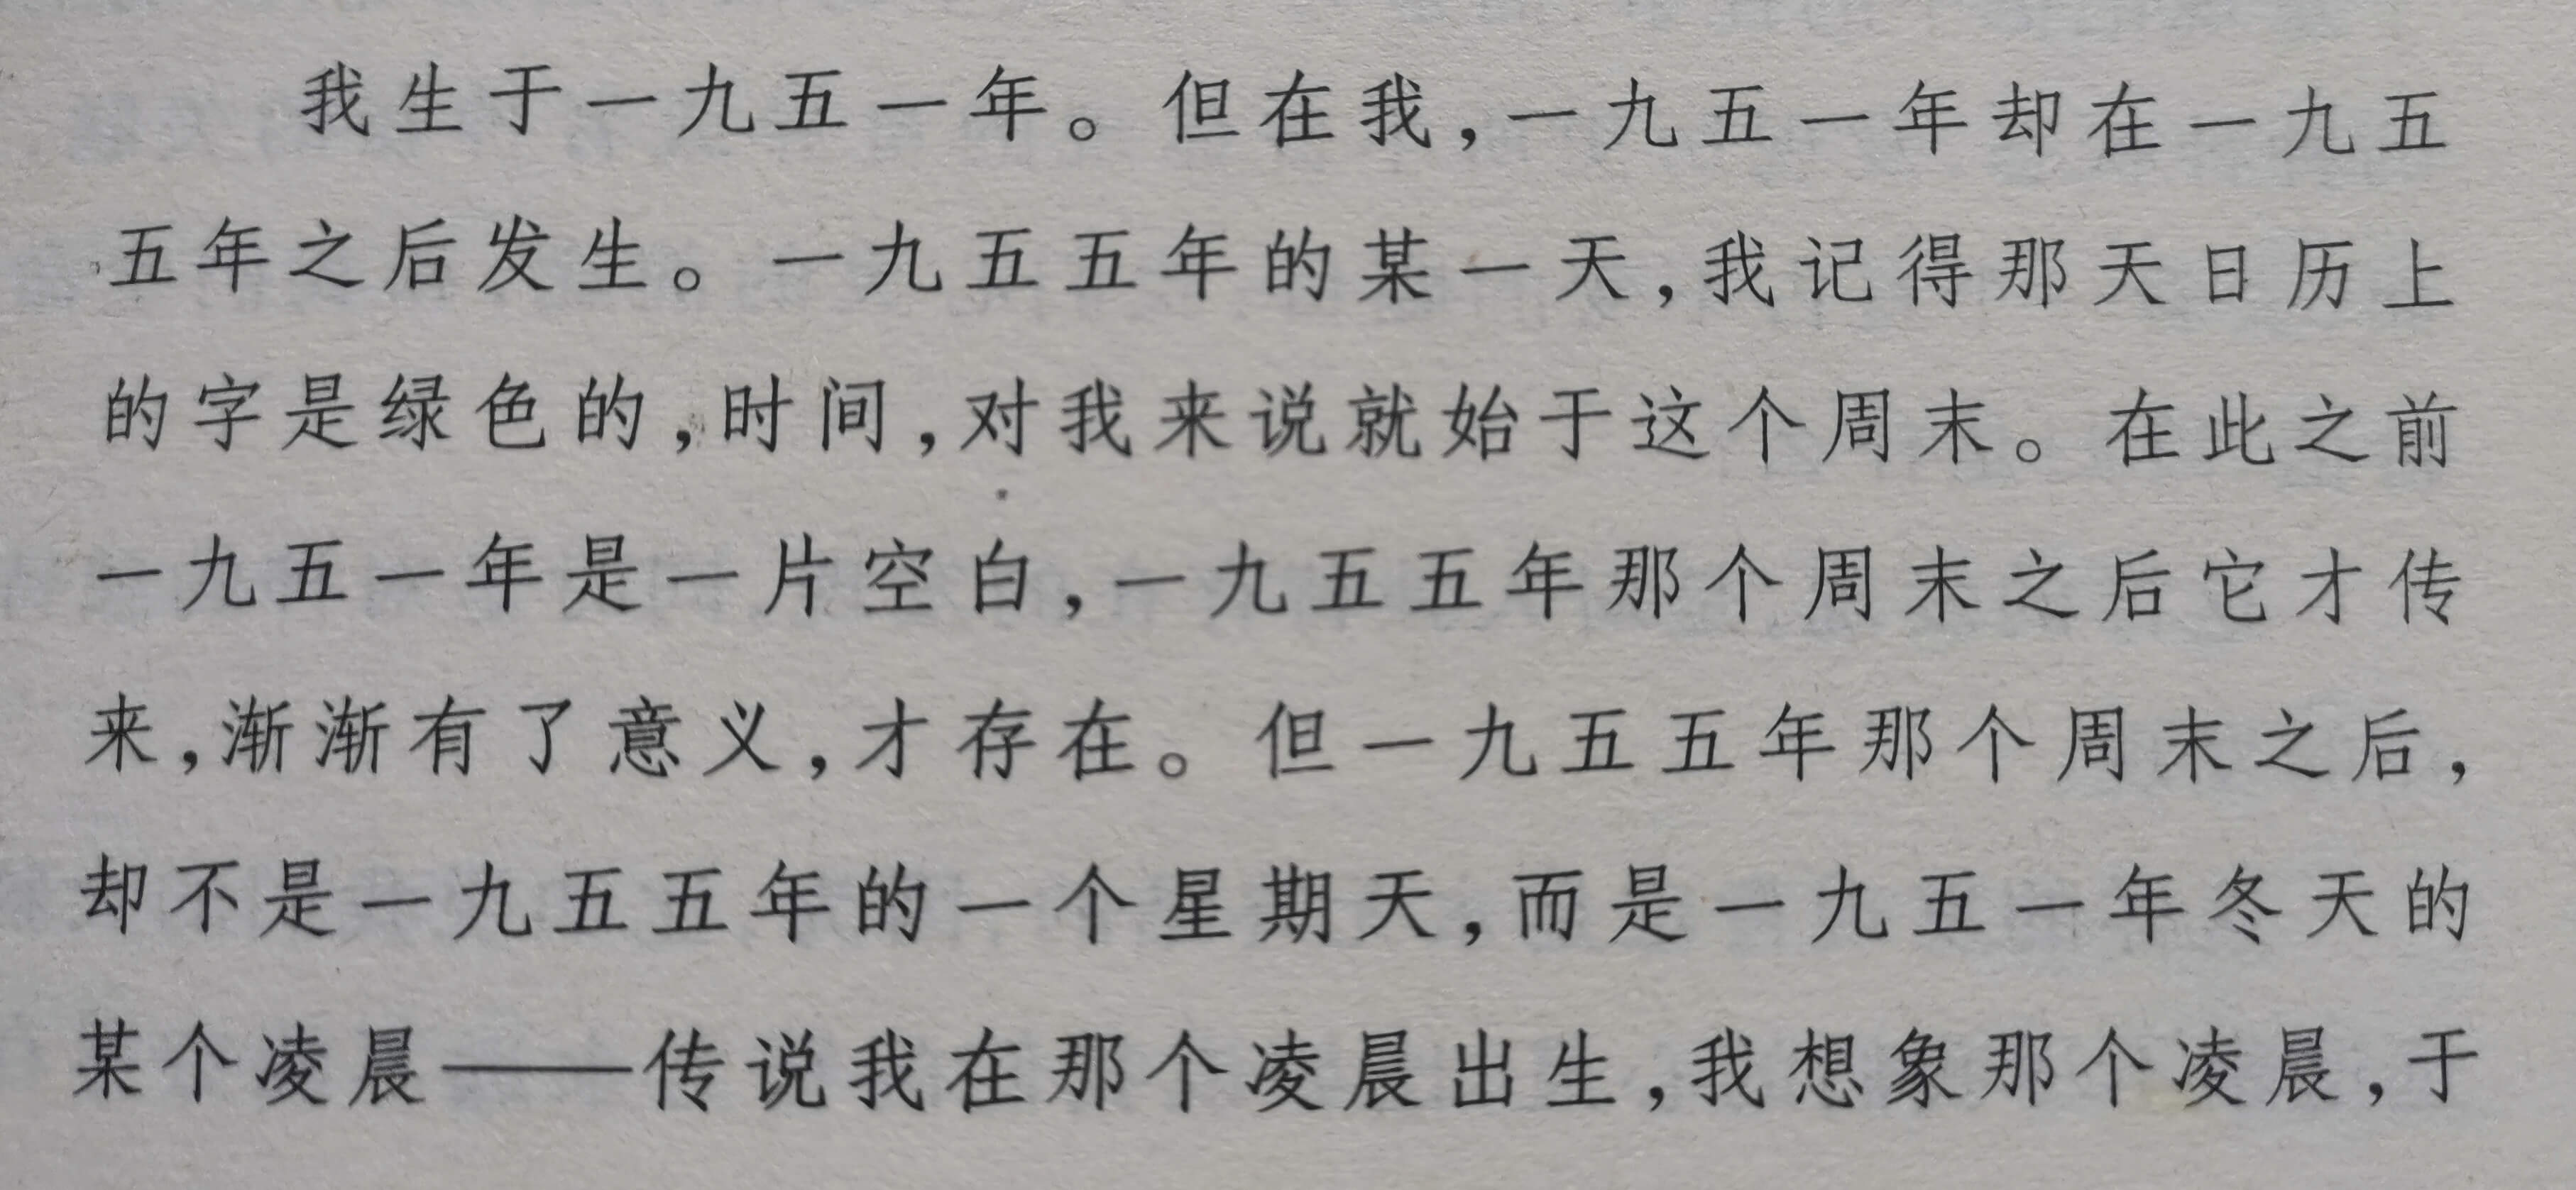 我生于一九五一年。但在我,一九五一年却在一九五
五年之后发生。一九五五年的某一天,我记得那天日历上
的字是绿色的,时间,对我来说就始于这个周末。在此之前
一九五一年是一片空白,一九五五年那个周末之后它才传
来,渐渐有了意义,才存在。但一九五五年那个周末之后,
却不是一九五五年的一个星期天,而是一九五一年冬天的
某个凌晨——传说我在那个凌晨出生,我想象那个凌晨,于